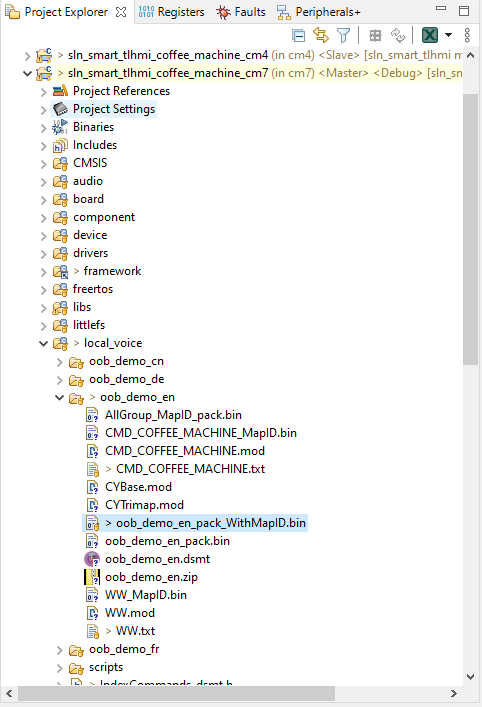 Project Explorer Registers Faults Peripherals+
> sln_smart_tlhmi_coffee_machine_cm4 (in cm4) <Slave> [sln_smart_tlhmi m
> sln_smart_tlhmi_coffee_machine_cm7 (in cm7) <Master> <Debug> [sln_sm
Project References
Project Settings
Binaries
Includes
CMSIS
audio
board
component
device
drivers
> framework
freertos
libs
littlefs
> local_voice
oob_demo_cn
oob_demo_de
> oob_demo_en
AllGroup_MapID_pack.bin
CMD_COFFEE_MACHINE_MapID.bin
CMD_COFFEE_MACHINE.mod
> CMD_COFFEE_MACHINE.txt
CYBase.mod
CYTrimap.mod
> oob_demo_en_pack_WithMapID.bin
oob_demo_en_pack.bin
oob_demo_en.dsmt
oob_demo_en.zip
WW_MapID.bin
WW.mod
> WW.txt
oob_demo_fr
scripts
> IndexCommands_dsmt.h